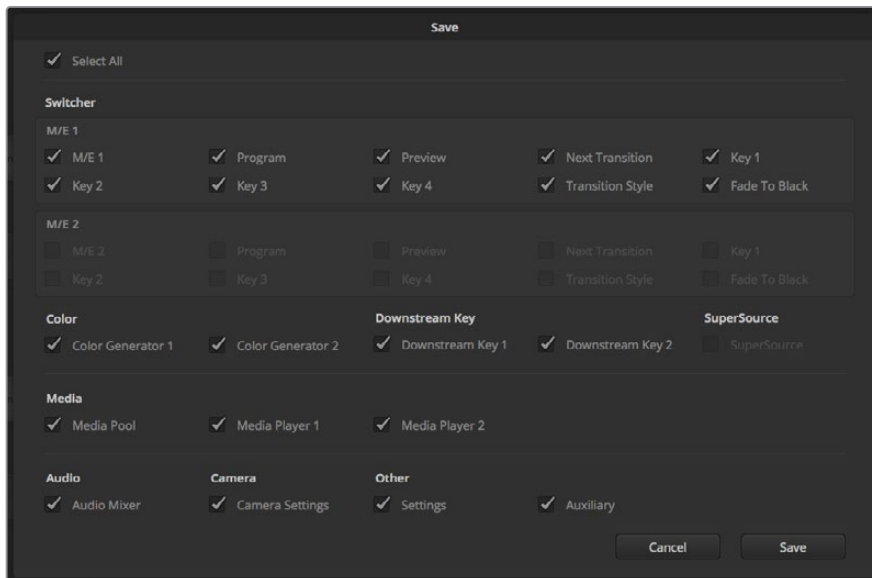 Save
Select All
Switcher
M/E 1
M/E 1 Program Preview Next Transition Key 1
Key 2 Key 3 Key 4 Transition Style Fade To Black
M/E 2
M/E 2 Program Preview Next Transition Key 1
Key 2 Key 3 Key 4 Transition Style Fade To Black
Color Downstream Key SuperSource
Color Generator 1 Color Generator 2 Downstream Key 1 Downstream Key 2 SuperSource
Media
Media Pool Media Player 1 Media Player 2
Audio Camera Other
Audio Mixer Camera Settings Settings Auxiliary
Cancel Save